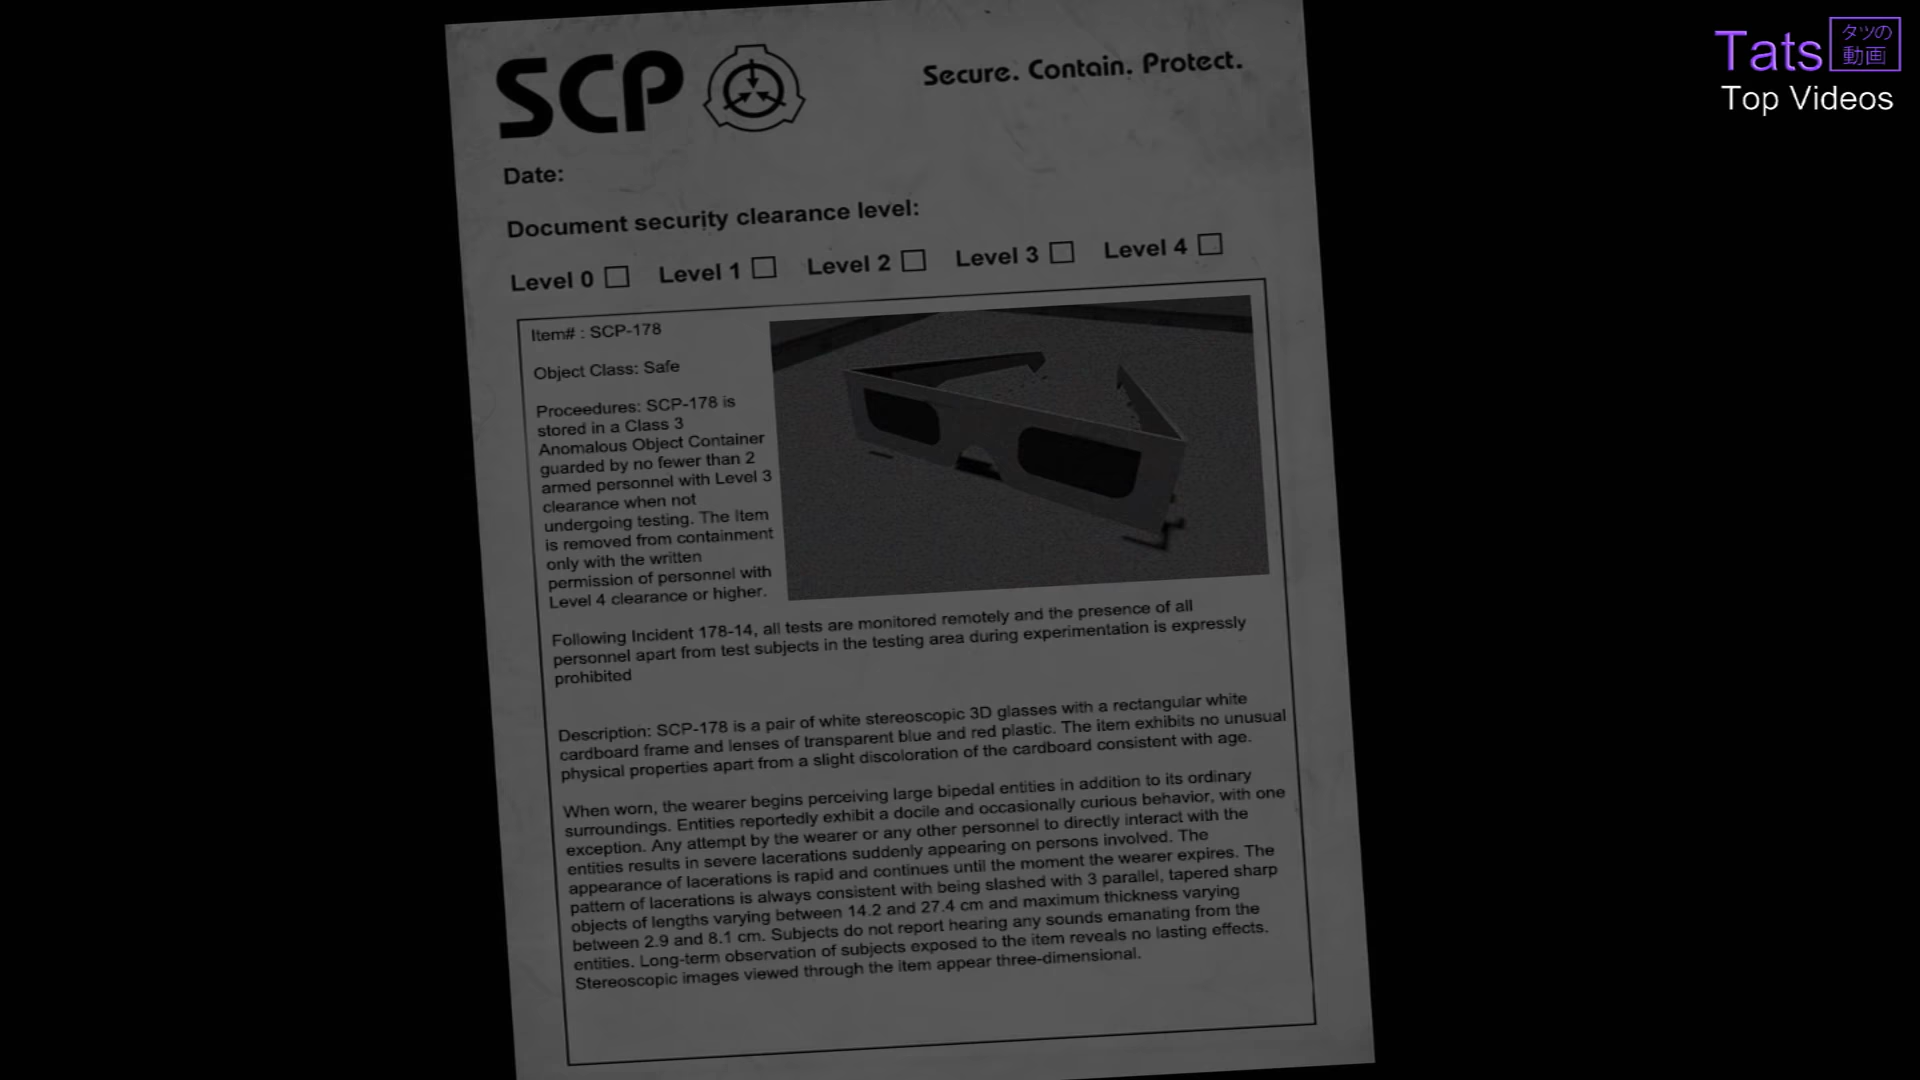 SCP
Secure. Contain. Protect.
Tats タツの動画
Top Videos
Date:
Document security clearance level:
Level 0 Level 1 Level 2 Level 3 Level 4
Item# : SCP-178
Object Class: Safe
Proceedures: SCP-178 is
stored in a Class 3
Anomalous Object Container
guarded by no fewer than 2
armed personnel with Level 3
clearance when not
undergoing testing. The Item
is removed from containment
only with the written
permission of personnel with
Level 4 clearance or higher.
Following Incident 178-14, all tests are monitored remotely and the presence of all
personnel apart from test subjects in the testing area during experimentation is expressly
prohibited
Description: SCP-178 is a pair of white stereoscopic 3D glasses with a rectangular white
cardboard frame and lenses of transparent blue and red plastic. The item exhibits no unusual
physical properties apart from a slight discoloration of the cardboard consistent with age.
When worn, the wearer begins perceiving large bipedal entities in addition to its ordinary
surroundings. Entities reportedly exhibit a docile and occasionally curious behavior, with one
exception. Any attempt by the wearer or any other personnel to directly interact with the
entities results in severe lacerations suddenly appearing on persons involved. The
appearance of lacerations is rapid and continues until the moment the wearer expires. The
pattern of lacerations is always consistent with being slashed with 3 parallel, tapered sharp
objects of lengths varying between 14.2 and 27.4 cm and maximum thickness varying
between 2.9 and 8.1 cm. Subjects do not report hearing any sounds emanating from the
entities. Long-term observation of subjects exposed to the item reveals no lasting effects.
Stereoscopic images viewed through the item appear three-dimensional.